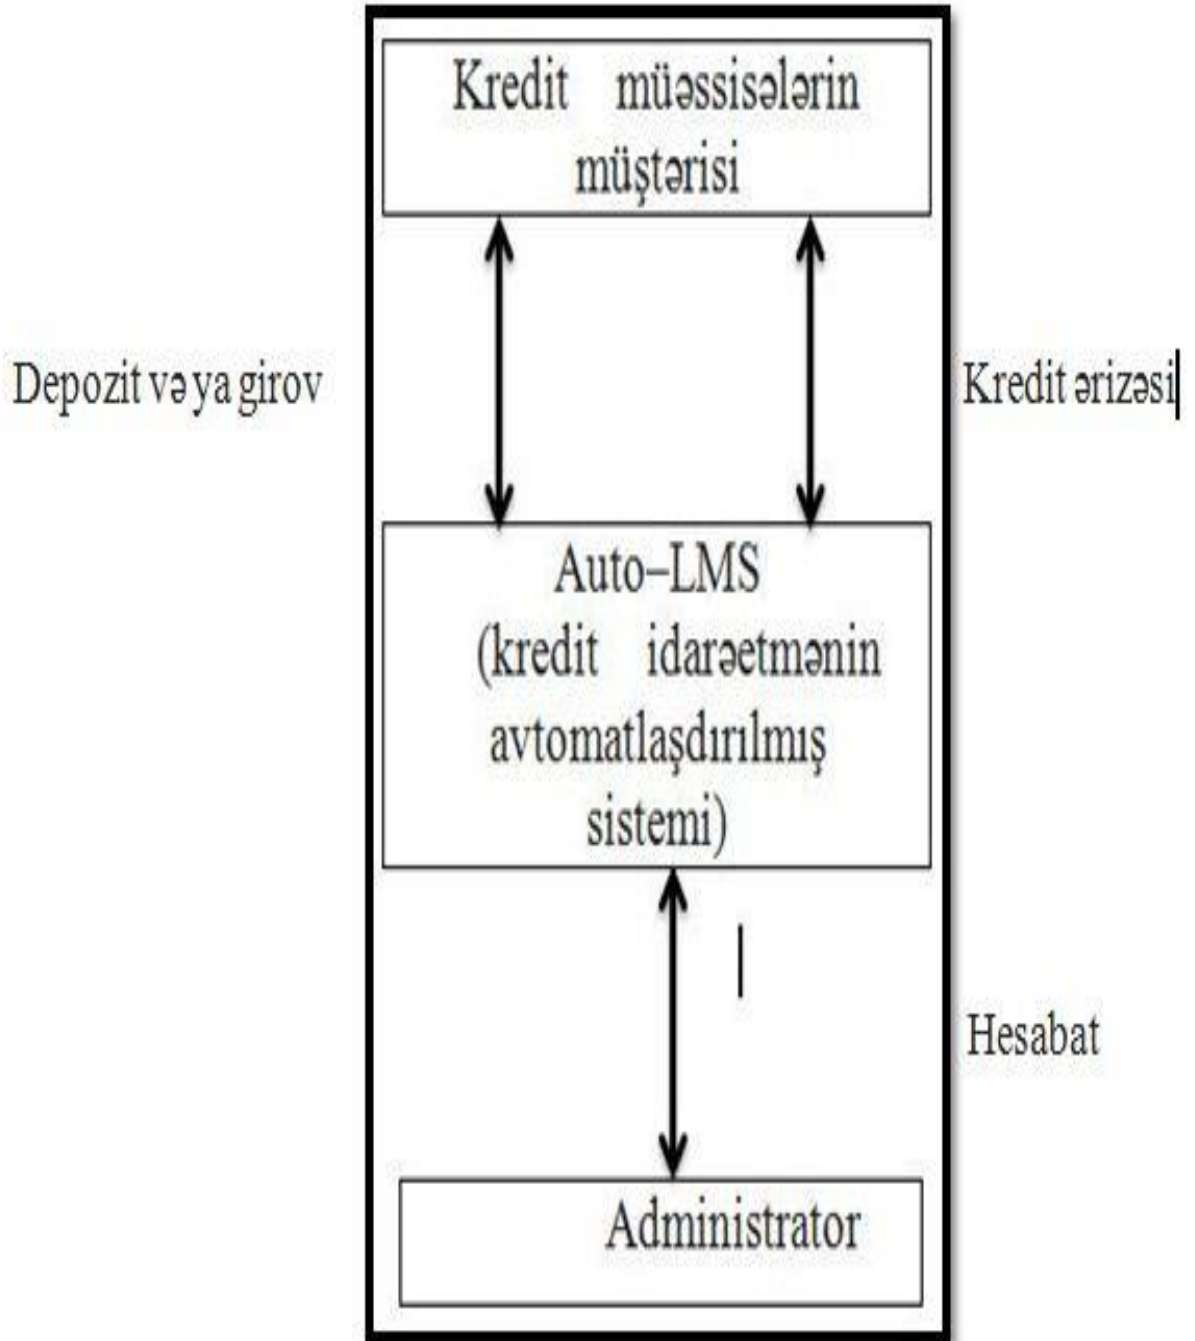 Kredit müəssisələrin
müştərisi
Depozit və ya girov
Kredit ərizəsi
Auto–LMS
(kredit idarəetmənin
avtomatlaşdırılmış
sistemi)
Hesabat
Administrator